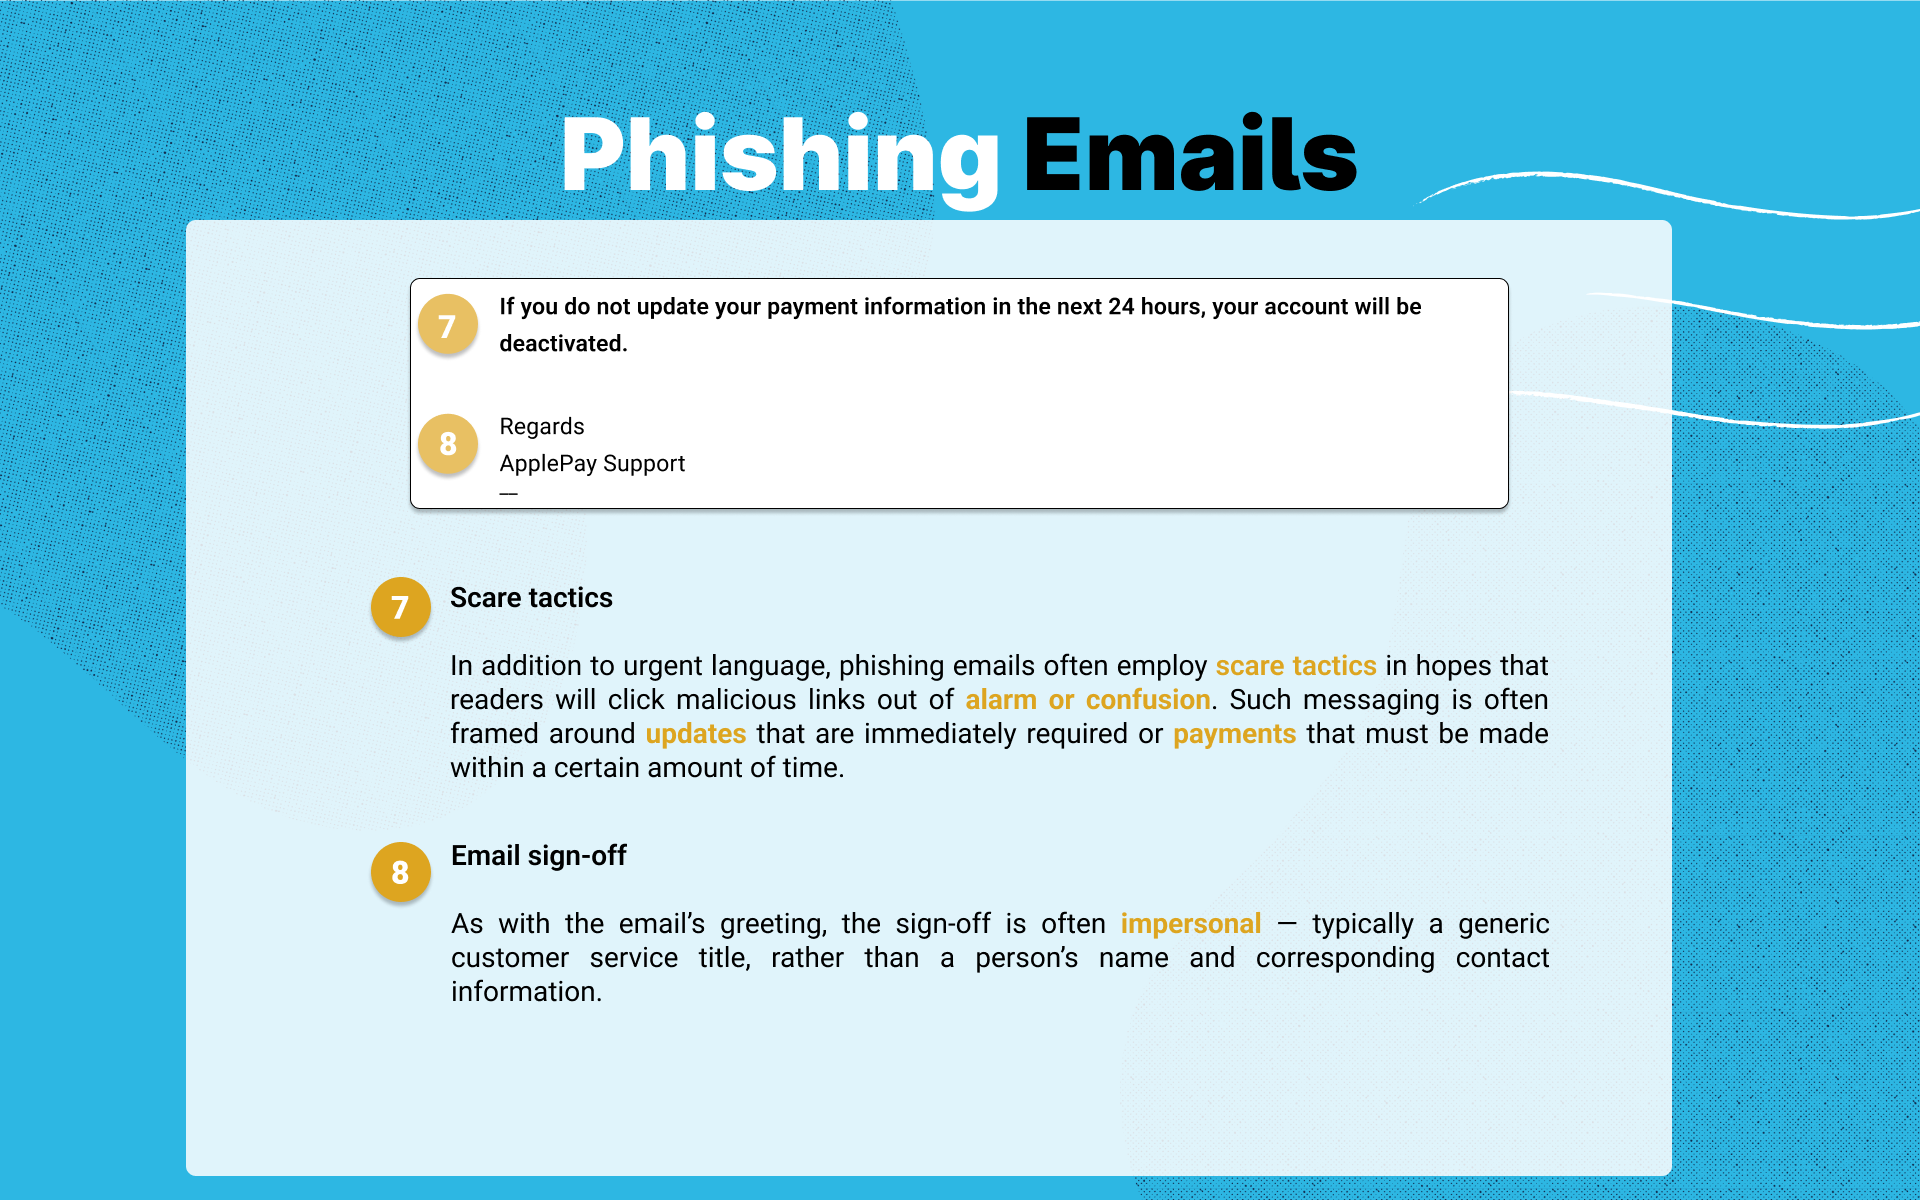 Phishing Emails
7
If you do not update your payment information in the next 24 hours, your account will be
deactivated.
8
Regards
ApplePay Support
—
7
Scare tactics
In addition to urgent language, phishing emails often employ scare tactics in hopes that
readers will click malicious links out of alarm or confusion. Such messaging is often
framed around updates that are immediately required or payments that must be made
within a certain amount of time.
8
Email sign-off
As with the email’s greeting, the sign-off is often impersonal — typically a generic
customer service title, rather than a person’s name and corresponding contact
information.